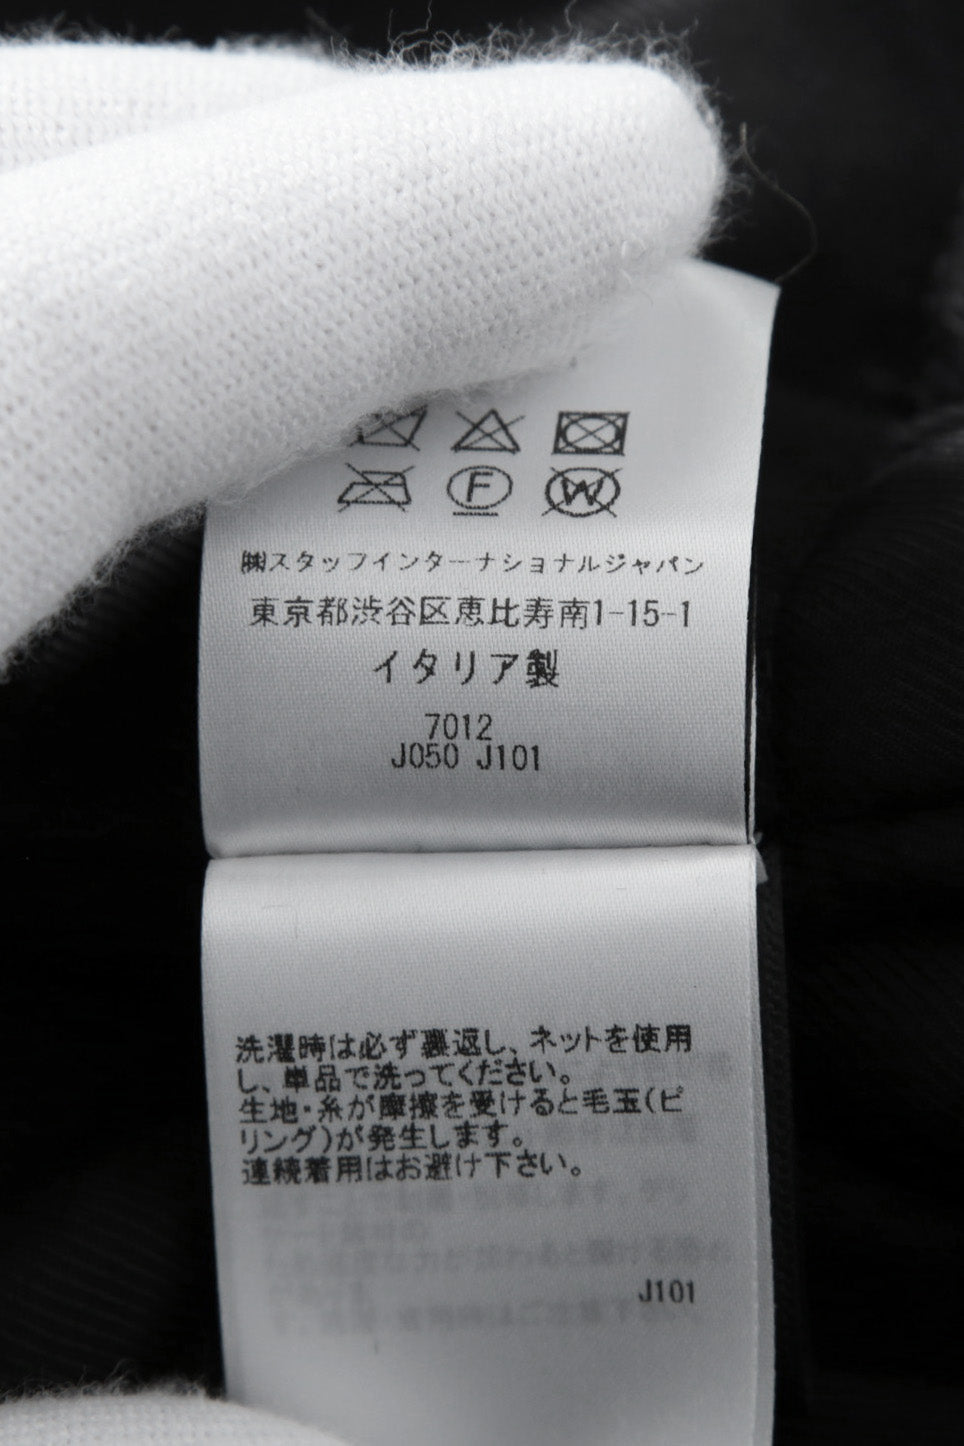 F W
㈱スタッフインターナショナルジャパン
東京都渋谷区恵比寿南1-15-1
イタリア製
7012
J050 J101
洗濯時は必ず裏返し、ネットを使用
し、単品で洗ってください。
生地・糸が摩擦を受けると毛玉(ピ
リング)が発生します。
連続着用はお避け下さい。
J101